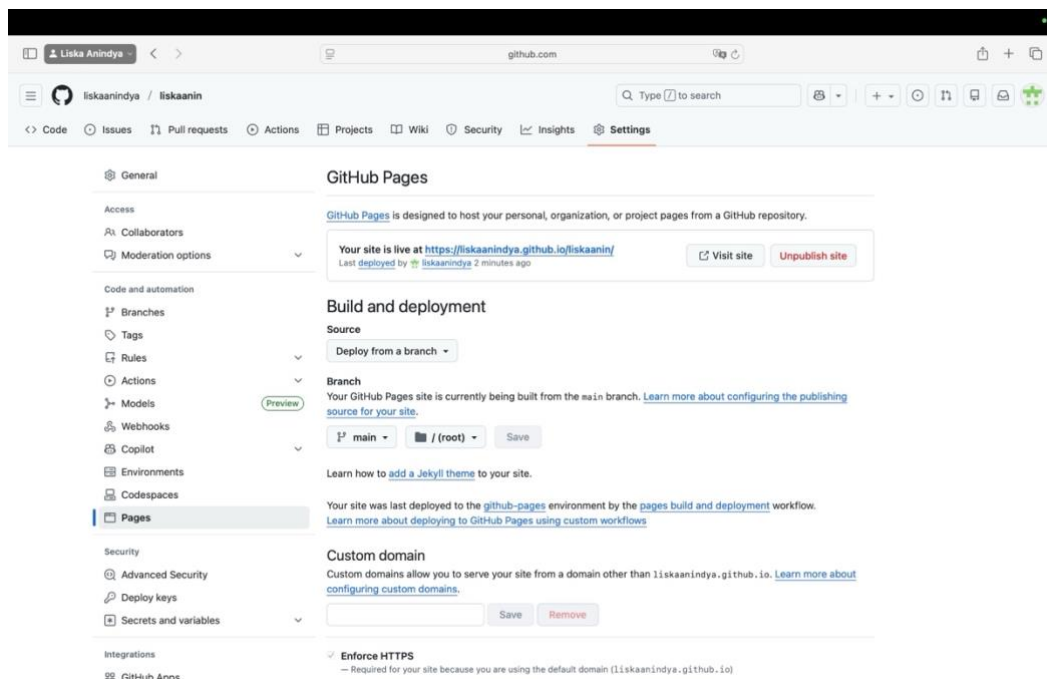 Liska Anindya
github.com
liskaanindya / liskaanin
Type / to search
Code Issues Pull requests Actions Projects Wiki Security Insights Settings
General
Access
Collaborators
Moderation options
Code and automation
Branches
Tags
Rules
Actions
Models Preview
Webhooks
Copilot
Environments
Codespaces
Pages
Security
Advanced Security
Deploy keys
Secrets and variables
Integrations
GitHub Apps
GitHub Pages
GitHub Pages is designed to host your personal, organization, or project pages from a GitHub repository.
Your site is live at https://liskaanindya.github.io/liskaanin/
Last deployed by liskaanindya 2 minutes ago
Visit site Unpublish site
Build and deployment
Source
Deploy from a branch
Branch
Your GitHub Pages site is currently being built from the main branch. Learn more about configuring the publishing
source for your site.
main / (root) Save
Learn how to add a Jekyll theme to your site.
Your site was last deployed to the github-pages environment by the pages build and deployment workflow.
Learn more about deploying to GitHub Pages using custom workflows
Custom domain
Custom domains allow you to serve your site from a domain other than liskaanindya.github.io. Learn more about
configuring custom domains.
Save Remove
Enforce HTTPS
— Required for your site because you are using the default domain (liskaanindya.github.io)